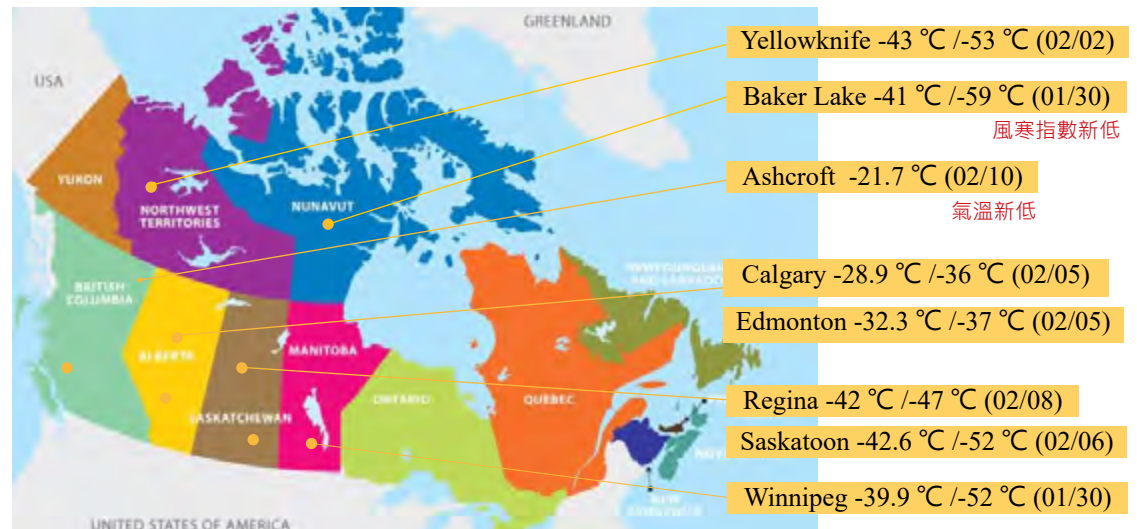 GREENLAND
USA
YUKON
NORTHWEST
TERRITORIES
NUNAVUT
BRITISH
COLUMBIA
ALBERTA
SASKATCHEWAN
MANITOBA
ONTARIO
QUEBEC
UNITED STATES OF AMERICA
Yellowknife -43 ℃ /-53 ℃ (02/02)
Baker Lake -41 ℃ /-59 ℃ (01/30)
風寒指數新低
Ashcroft -21.7 ℃ (02/10)
氣溫新低
Calgary -28.9 ℃ /-36 ℃ (02/05)
Edmonton -32.3 ℃ /-37 ℃ (02/05)
Regina -42 ℃ /-47 ℃ (02/08)
Saskatoon -42.6 ℃ /-52 ℃ (02/06)
Winnipeg -39.9 ℃ /-52 ℃ (01/30)